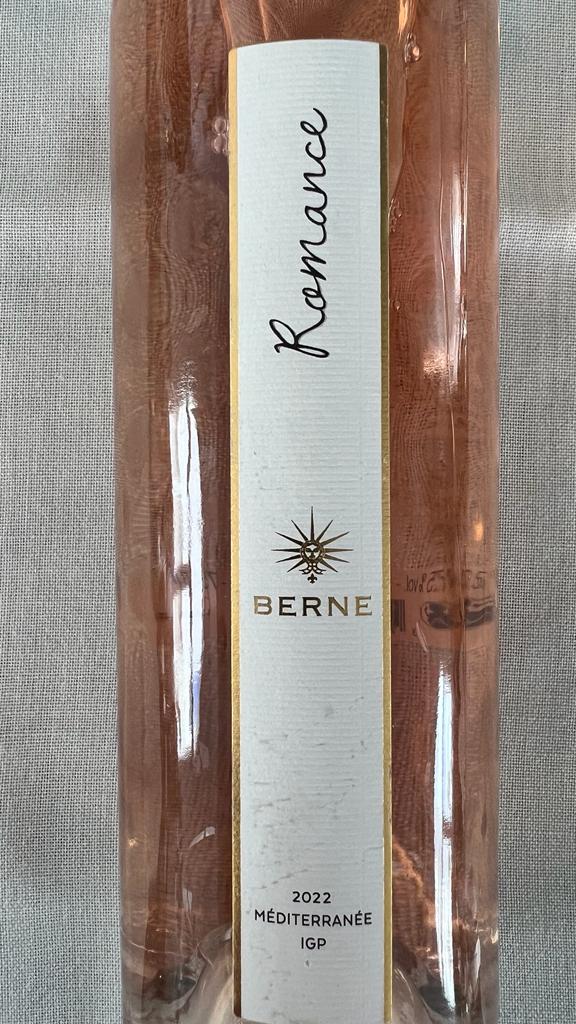 Romance
BERNE
2022
MÉDITERRANÉE
IGP